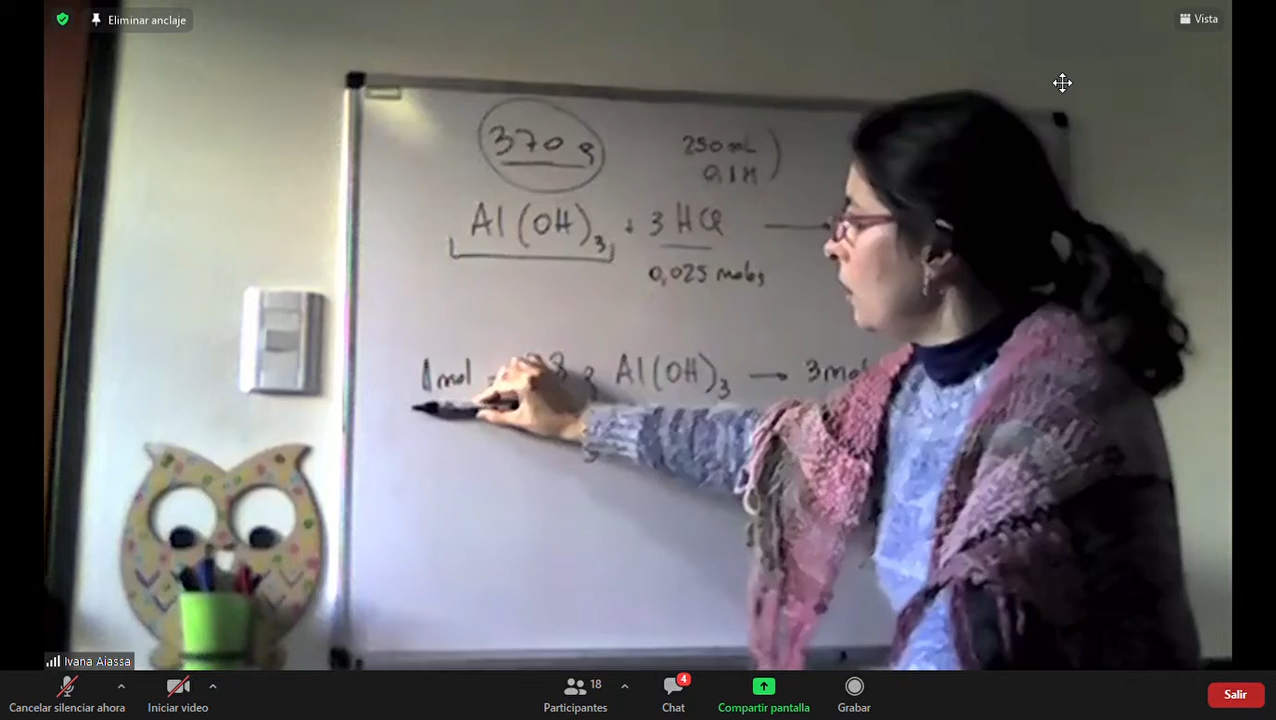 Eliminar anclaje
Vista
370 g
250 mL
0,1 M
Al(OH)₃ + 3 HCl →
0,025 moles
1 mol 78 g Al(OH)₃ → 3 mol
Ivana Aiassa
Cancelar silenciar ahora
Iniciar video
18
Participantes
4
Chat
Compartir pantalla
Grabar
Salir